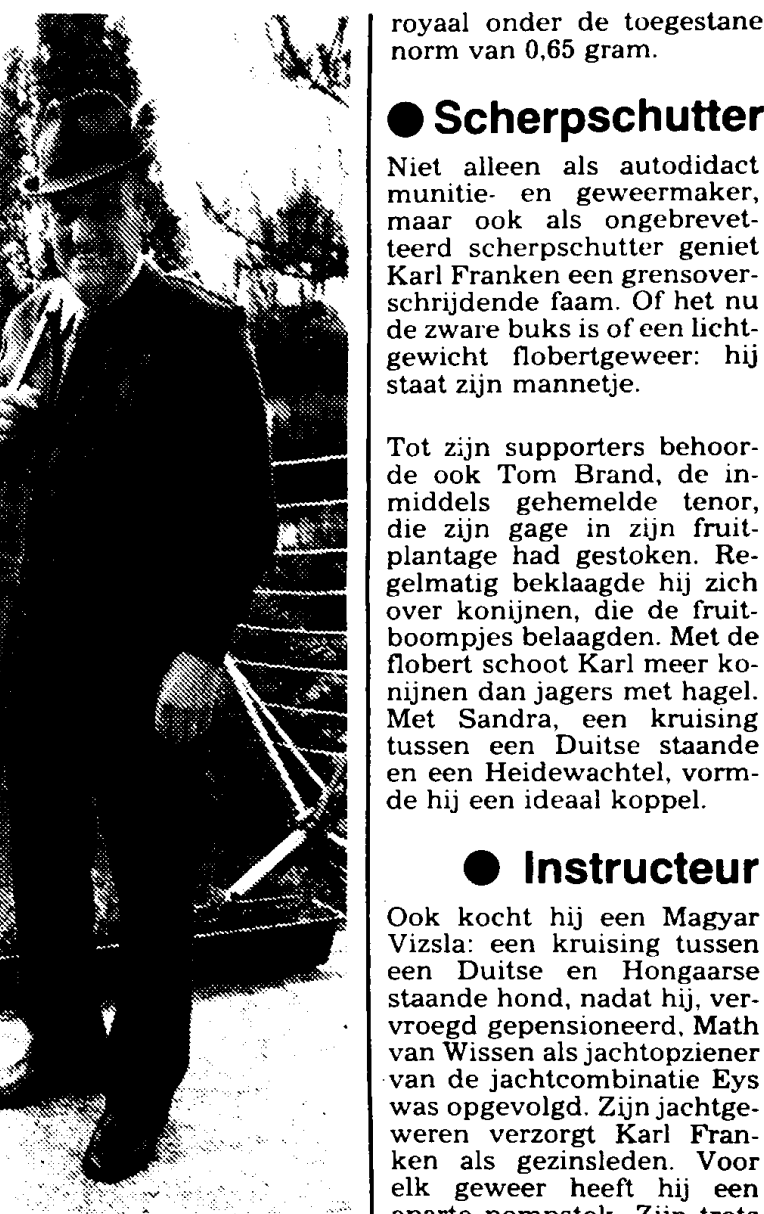 royaal onder de toegestane
norm van 0,65 gram.
● Scherpschutter
Niet alleen als autodidact
munitie- en geweermaker,
maar ook als ongebrevet-
teerd scherpschutter geniet
Karl Franken een grensover-
schrijdende faam. Of het nu
de zware buks is of een licht-
gewicht flobertgeweer: hij
staat zijn mannetje.
Tot zijn supporters behoor-
de ook Tom Brand, de in-
middels gehemelde tenor,
die zijn gage in zijn fruit-
plantage had gestoken. Re-
gelmatig beklaagde hij zich
over konijnen, die de fruit-
boompjes belaagden. Met de
flobert schoot Karl meer ko-
nijnen dan jagers met hagel.
Met Sandra, een kruising
tussen een Duitse staande
en een Heidewachtel, vorm-
de hij een ideaal koppel.
● Instructeur
Ook kocht hij een Magyar
Vizsla: een kruising tussen
een Duitse en Hongaarse
staande hond, nadat hij, ver-
vroegd gepensioneerd, Math
van Wissen als jachtopziener
van de jachtcombinatie Eys
was opgevolgd. Zijn jachtge-
weren verzorgt Karl Fran-
ken als gezinsleden. Voor
elk geweer heeft hij een
aparte pompstok. Zijn trots